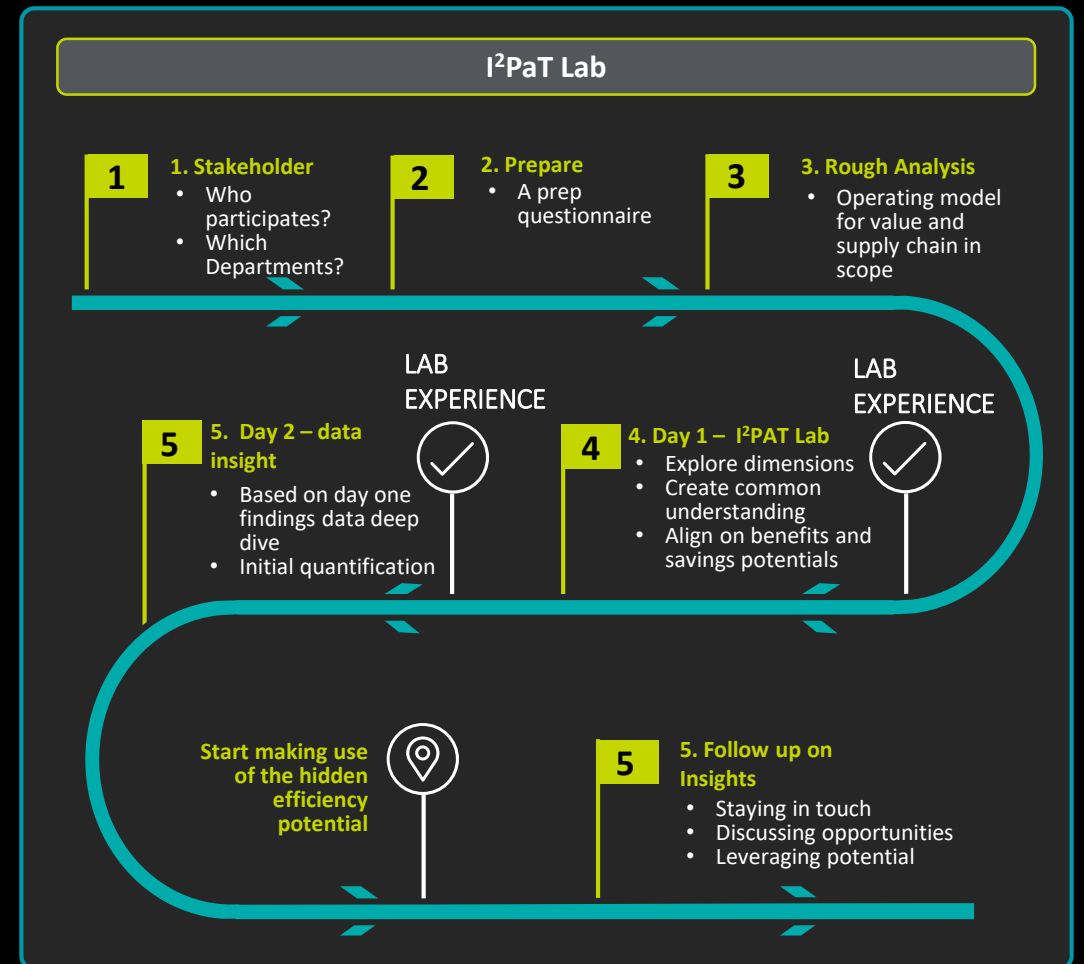 I²PaT Lab
1
1. Stakeholder
• Who
participates?
• Which
Departments?
2
2. Prepare
• A prep
questionnaire
3
3. Rough Analysis
• Operating model
for value and
supply chain in
scope
LAB
EXPERIENCE
LAB
EXPERIENCE
4
4. Day 1 – I²PAT Lab
• Explore dimensions
• Create common
understanding
• Align on benefits and
savings potentials
5
5. Day 2 – data
insight
• Based on day one
findings data deep
dive
• Initial quantification
Start making use
of the hidden
efficiency
potential
5
5. Follow up on
Insights
• Staying in touch
• Discussing opportunities
• Leveraging potential